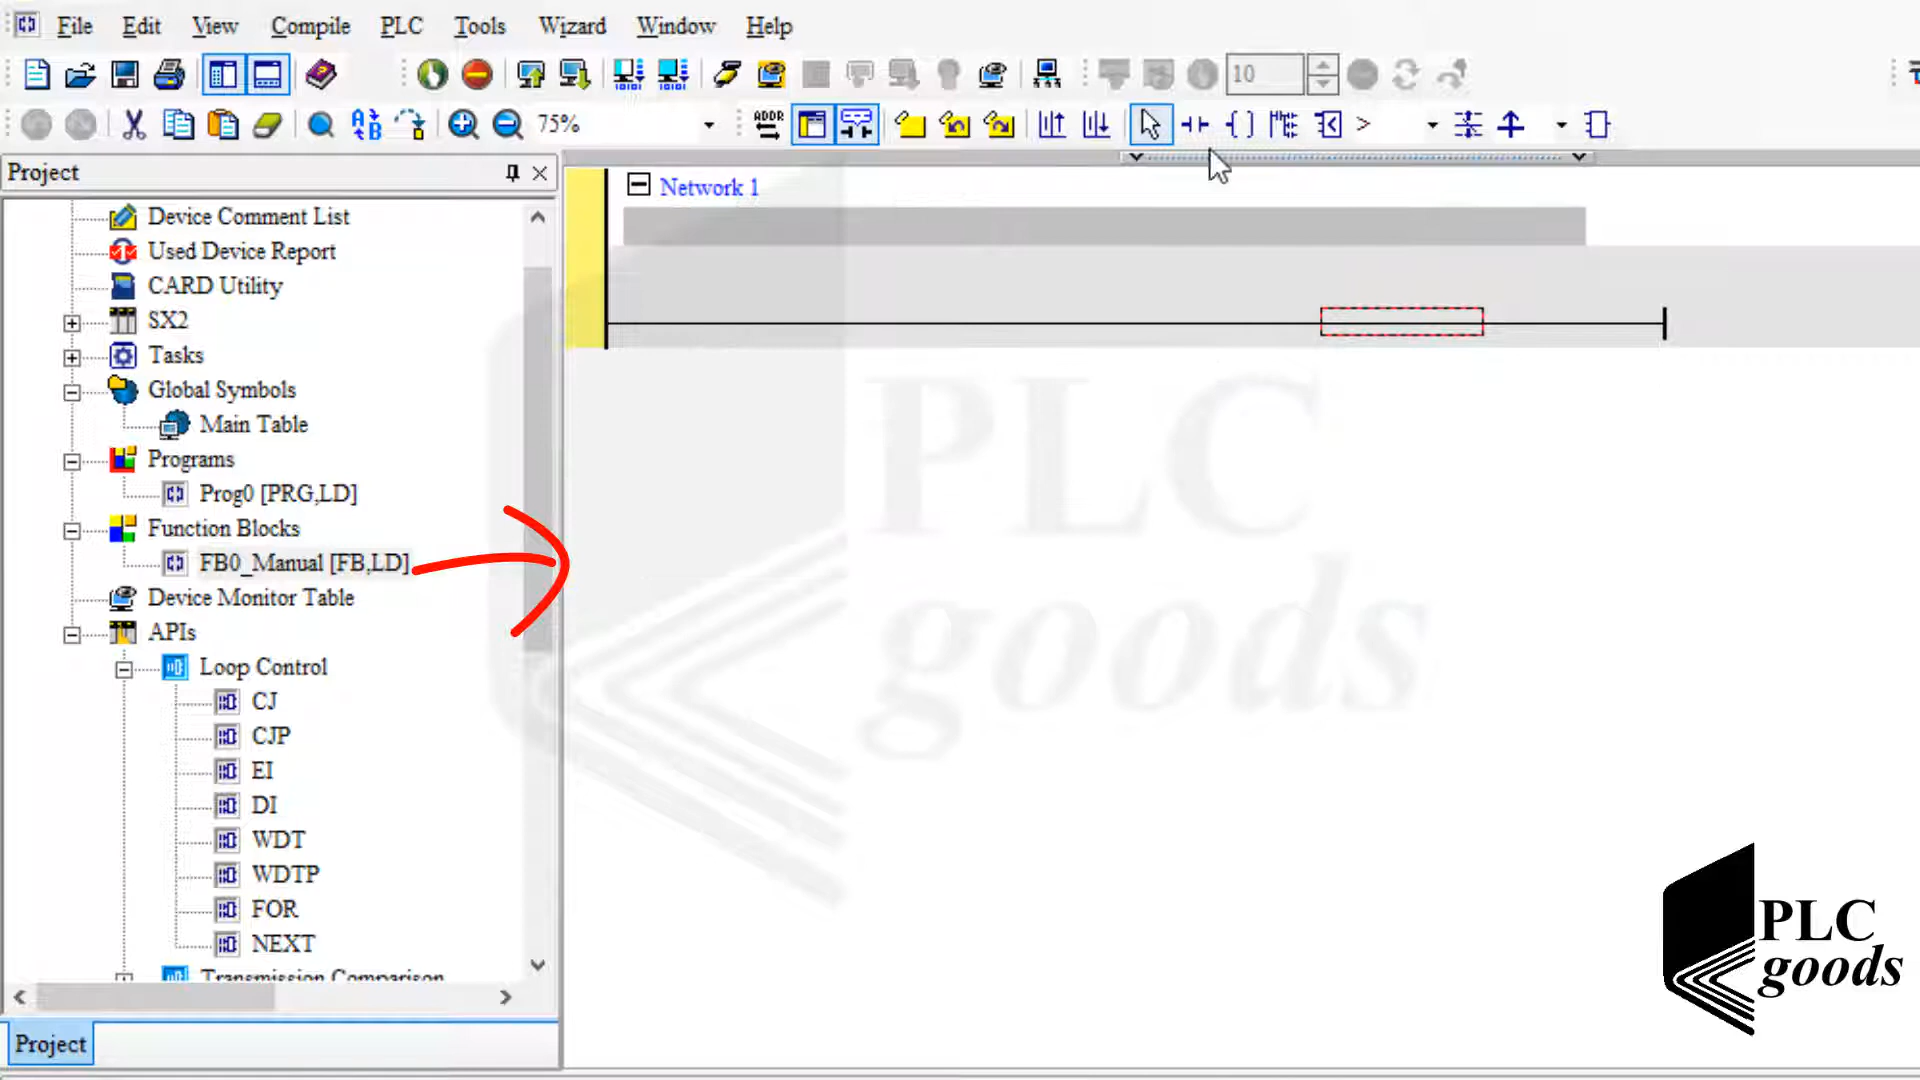 File Edit View Compile PLC Tools Wizard Window Help
10
75%
ADDR
>
Project
Network 1
Device Comment List
Used Device Report
CARD Utility
SX2
Tasks
Global Symbols
Main Table
Programs
Prog0 [PRG,LD]
Function Blocks
FB0_Manual [FB,LD]
Device Monitor Table
APIs
Loop Control
CJ
CJP
EI
DI
WDT
WDTP
FOR
NEXT
Transmission Comparison
Project
PLC
goods
PLC
goods